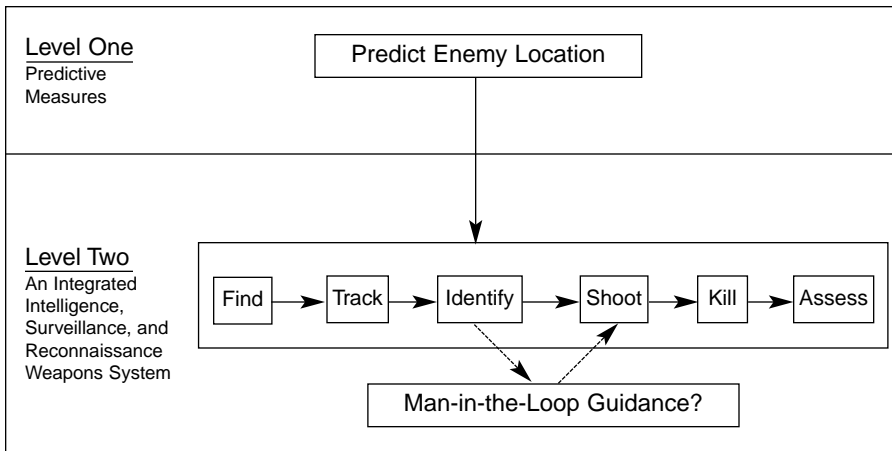 Level One
Predictive
Measures
Predict Enemy Location
Level Two
An Integrated
Intelligence,
Surveillance, and
Reconnaissance
Weapons System
Find
Track
Identify
Shoot
Kill
Assess
Man-in-the-Loop Guidance?